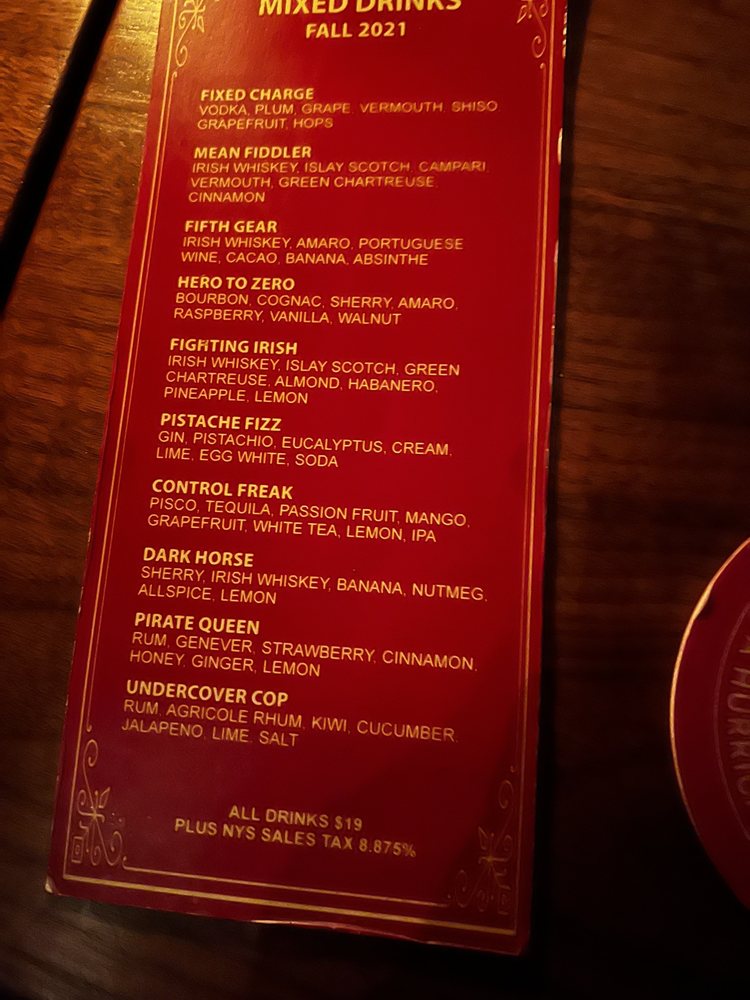 MIXED DRINKS
FALL 2021
FIXED CHARGE
VODKA, PLUM, GRAPE, VERMOUTH, SHISO
GRAPEFRUIT, HOPS
MEAN FIDDLER
IRISH WHISKEY, ISLAY SCOTCH, CAMPARI,
VERMOUTH, GREEN CHARTREUSE,
CINNAMON
FIFTH GEAR
IRISH WHISKEY, AMARO, PORTUGUESE
WINE, CACAO, BANANA, ABSINTHE
HERO TO ZERO
BOURBON, COGNAC, SHERRY, AMARO,
RASPBERRY, VANILLA, WALNUT
FIGHTING IRISH
IRISH WHISKEY, ISLAY SCOTCH, GREEN
CHARTREUSE, ALMOND, HABANERO,
PINEAPPLE, LEMON
PISTACHE FIZZ
GIN, PISTACHIO, EUCALYPTUS, CREAM,
LIME, EGG WHITE, SODA
CONTROL FREAK
PISCO, TEQUILA, PASSION FRUIT, MANGO,
GRAPEFRUIT, WHITE TEA, LEMON, IPA
DARK HORSE
SHERRY, IRISH WHISKEY, BANANA, NUTMEG,
ALLSPICE, LEMON
PIRATE QUEEN
RUM, GENEVER, STRAWBERRY, CINNAMON,
HONEY, GINGER, LEMON
UNDERCOVER COP
RUM, AGRICOLE RHUM, KIWI, CUCUMBER,
JALAPENO, LIME, SALT
ALL DRINKS $19
PLUS NYS SALES TAX 8.875%